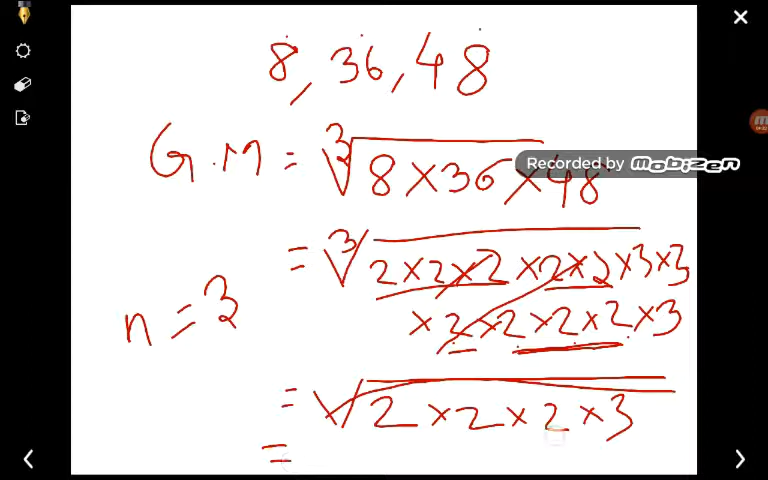 8, 36, 48
G.M = ∛8×36×48
Recorded by mobizen
= ∛2×2×2×2×2×3×3
×2×2×2×2×3
n = 3
= √2×2×2×3
=